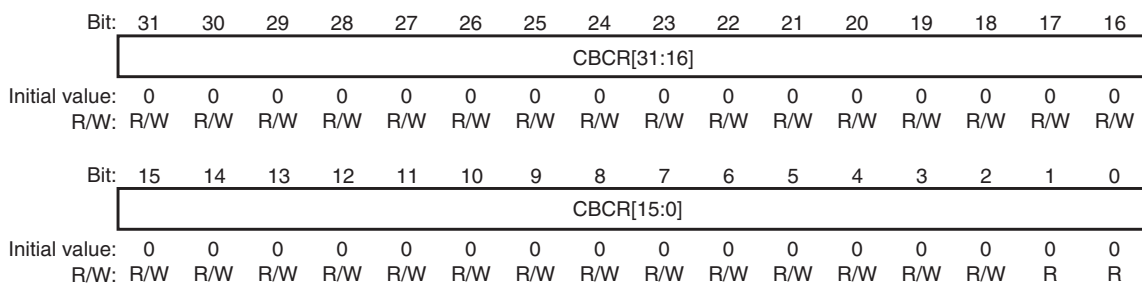 Bit: 31 30 29 28 27 26 25 24 23 22 21 20 19 18 17 16
CBCR[31:16]
Initial value: 0 0 0 0 0 0 0 0 0 0 0 0 0 0 0 0
R/W: R/W R/W R/W R/W R/W R/W R/W R/W R/W R/W R/W R/W R/W R/W R/W R/W
Bit: 15 14 13 12 11 10 9 8 7 6 5 4 3 2 1 0
CBCR[15:0]
Initial value: 0 0 0 0 0 0 0 0 0 0 0 0 0 0 0 0
R/W: R/W R/W R/W R/W R/W R/W R/W R/W R/W R/W R/W R/W R/W R/W R R